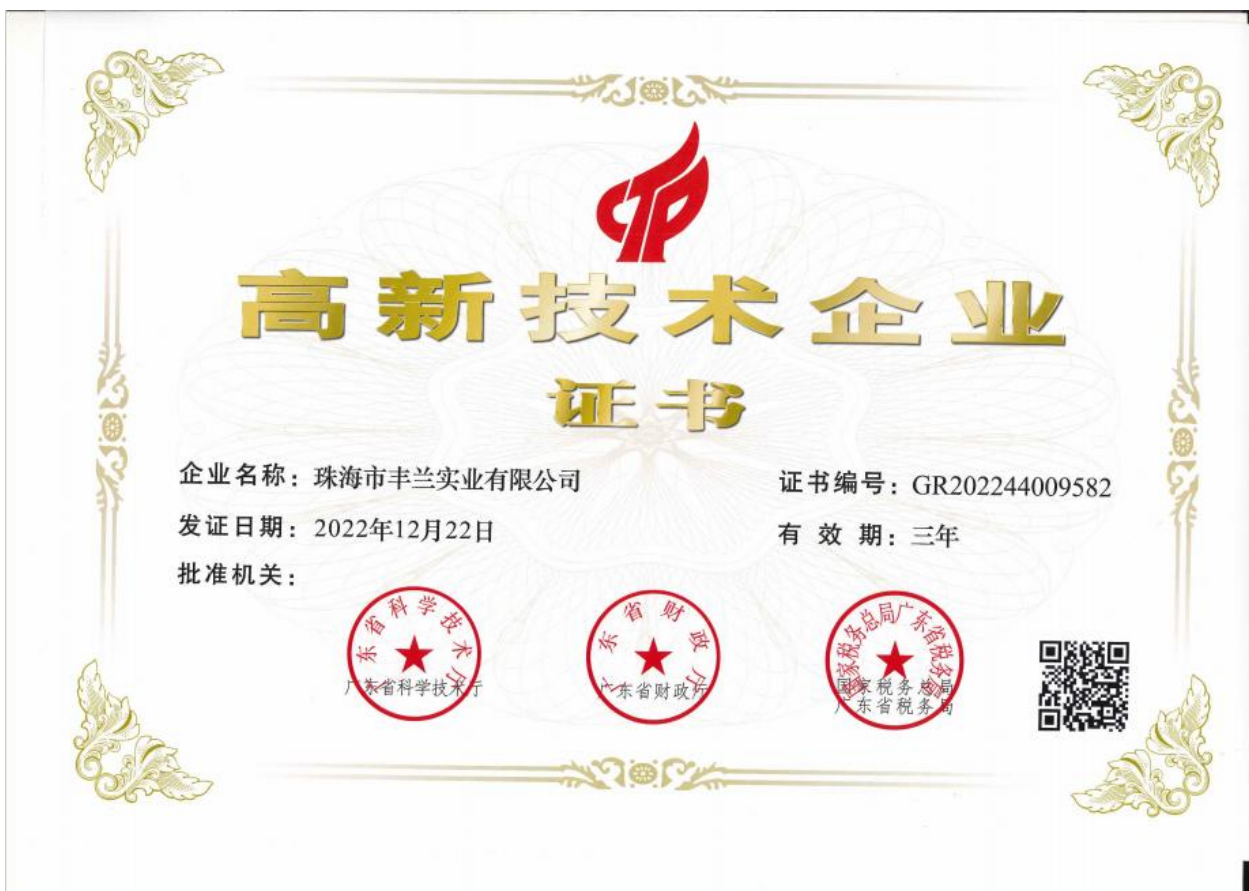 高新技术企业
证书
企业名称：珠海市丰兰实业有限公司
证书编号：GR202244009582
发证日期：2022年12月22日
有效期：三年
批准机关：
广东省科学技术厅
广东省科学技术厅
广东省财政厅
广东省财政厅
国家税务总局广东省税务局
国家税务总局
广东省税务局